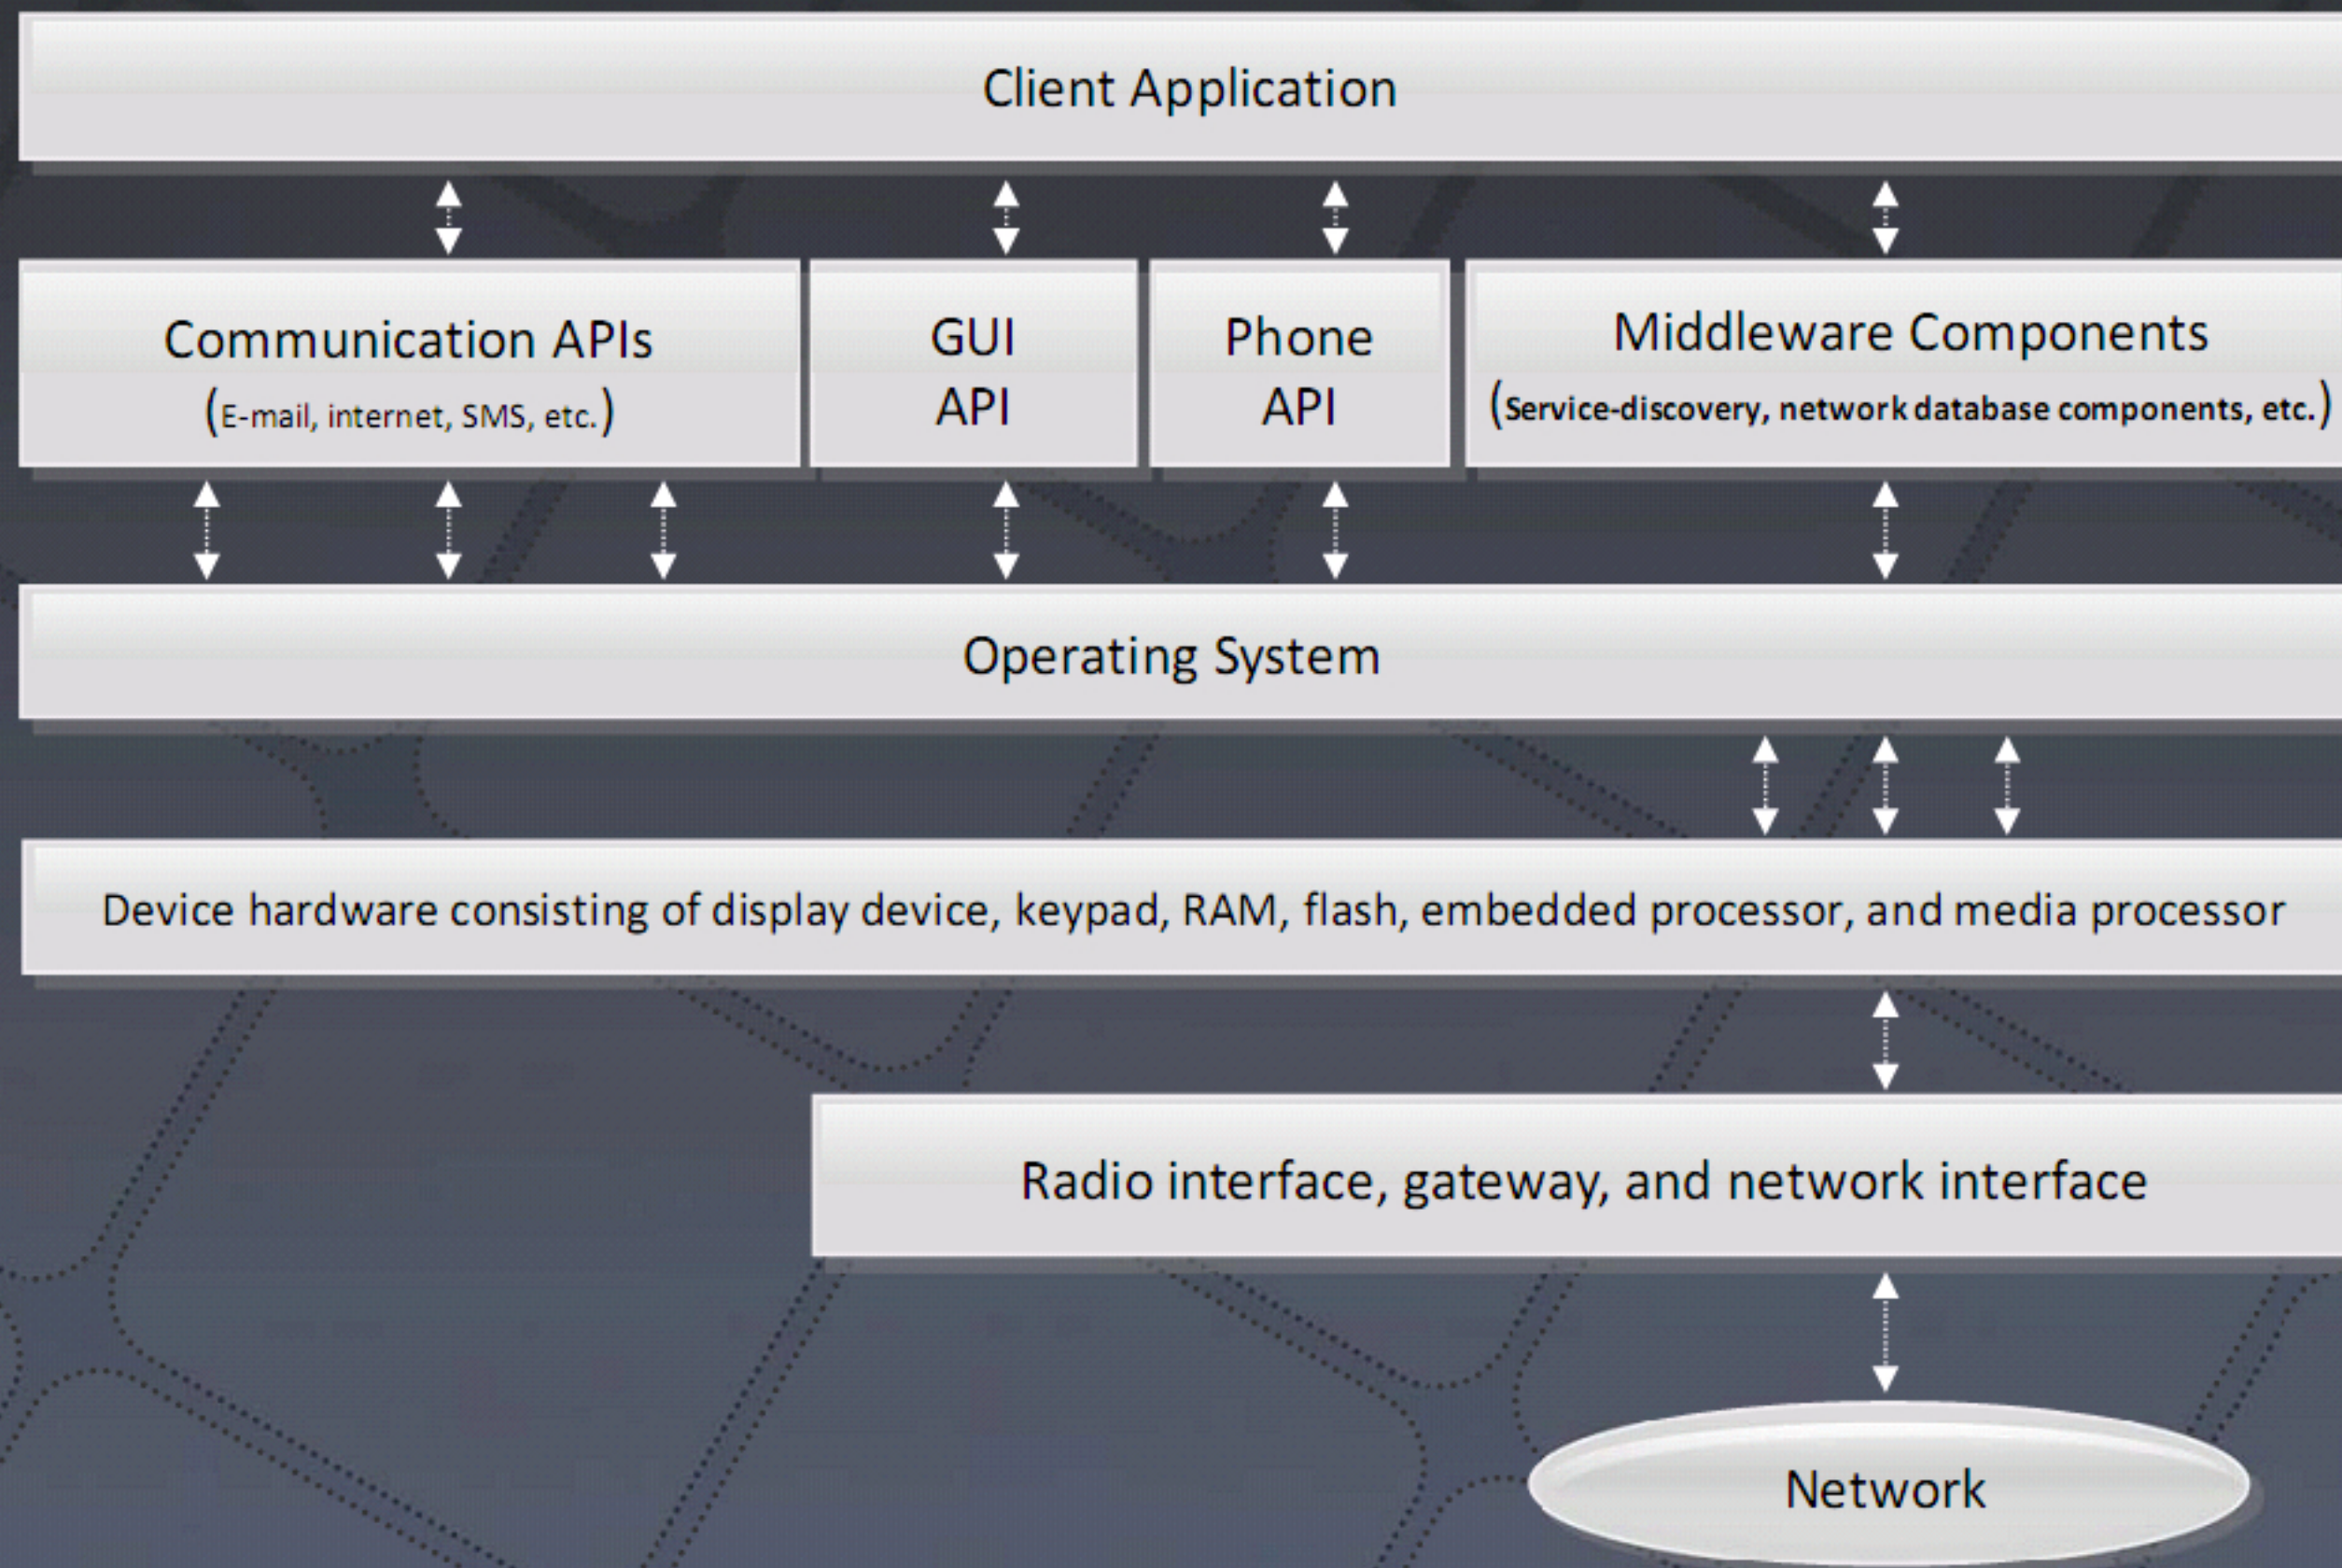 Client Application
Communication APIs
(E-mail, internet, SMS, etc.)
GUI
API
Phone
API
Middleware Components
(Service-discovery, network database components, etc.)
Operating System
Device hardware consisting of display device, keypad, RAM, flash, embedded processor, and media processor
Radio interface, gateway, and network interface
Network